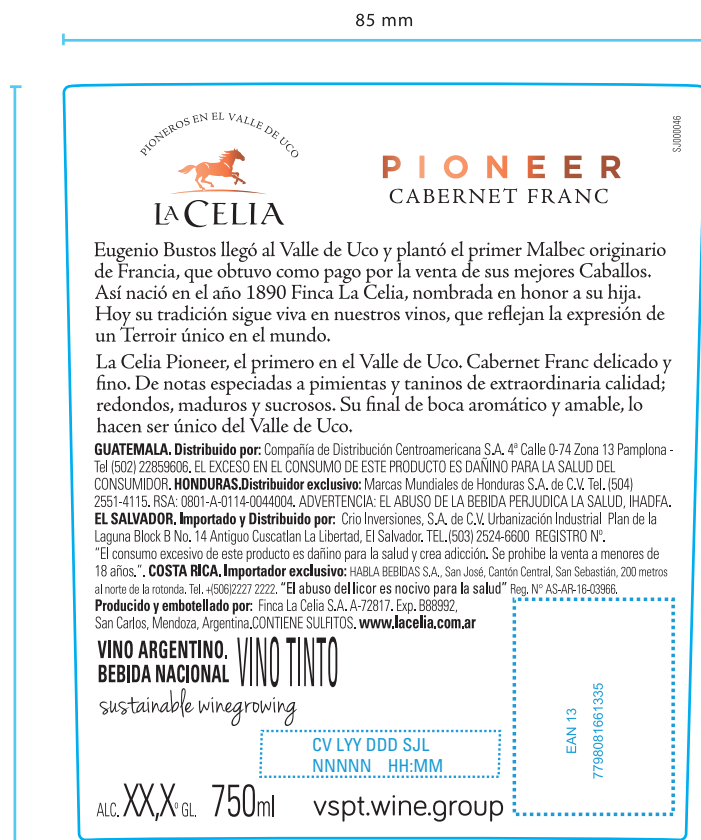 85 mm
PIONEROS EN EL VALLE DE UCO
LA CELIA
PIONEER
CABERNET FRANC
SJ000046
Eugenio Bustos llegó al Valle de Uco y plantó el primer Malbec originario
de Francia, que obtuvo como pago por la venta de sus mejores Caballos.
Así nació en el año 1890 Finca La Celia, nombrada en honor a su hija.
Hoy su tradición sigue viva en nuestros vinos, que reflejan la expresión de
un Terroir único en el mundo.
La Celia Pioneer, el primero en el Valle de Uco. Cabernet Franc delicado y
fino. De notas especiadas a pimientas y taninos de extraordinaria calidad;
redondos, maduros y sucrosos. Su final de boca aromático y amable, lo
hacen ser único del Valle de Uco.
GUATEMALA. Distribuido por: Compañía de Distribución Centroamericana S.A. 4ª Calle 0-74 Zona 13 Pamplona -
Tel (502) 22859606. EL EXCESO EN EL CONSUMO DE ESTE PRODUCTO ES DAÑINO PARA LA SALUD DEL
CONSUMIDOR. HONDURAS.Distribuidor exclusivo: Marcas Mundiales de Honduras S.A. de C.V. Tel. (504)
2551-4115. RSA: 0801-A-0114-0044004. ADVERTENCIA: EL ABUSO DE LA BEBIDA PERJUDICA LA SALUD, IHADFA.
EL SALVADOR. Importado y Distribuido por: Crio Inversiones, S.A. de C.V. Urbanización Industrial Plan de la
Laguna Block B No. 14 Antiguo Cuscatlan La Libertad, El Salvador. TEL.(503) 2524-6600 REGISTRO Nº.
"El consumo excesivo de este producto es dañino para la salud y crea adicción. Se prohibe la venta a menores de
18 años.". COSTA RICA. Importador exclusivo: HABLA BEBIDAS S.A., San José, Cantón Central, San Sebastián, 200 metros
al norte de la rotonda. Tel. +(506)2227 2222. "El abuso del licor es nocivo para la salud" Reg. N° AS-AR-16-03966.
Producido y embotellado por: Finca La Celia S.A. A-72817. Exp. B88992,
San Carlos, Mendoza, Argentina.CONTIENE SULFITOS. www.lacelia.com.ar
VINO ARGENTINO.
BEBIDA NACIONAL
VINO TINTO
sustainable winegrowing
CV LYY DDD SJL
NNNNN HH:MM
EAN 13
7798081661335
ALC. XX,Xº GL. 750ml
vspt.wine.group